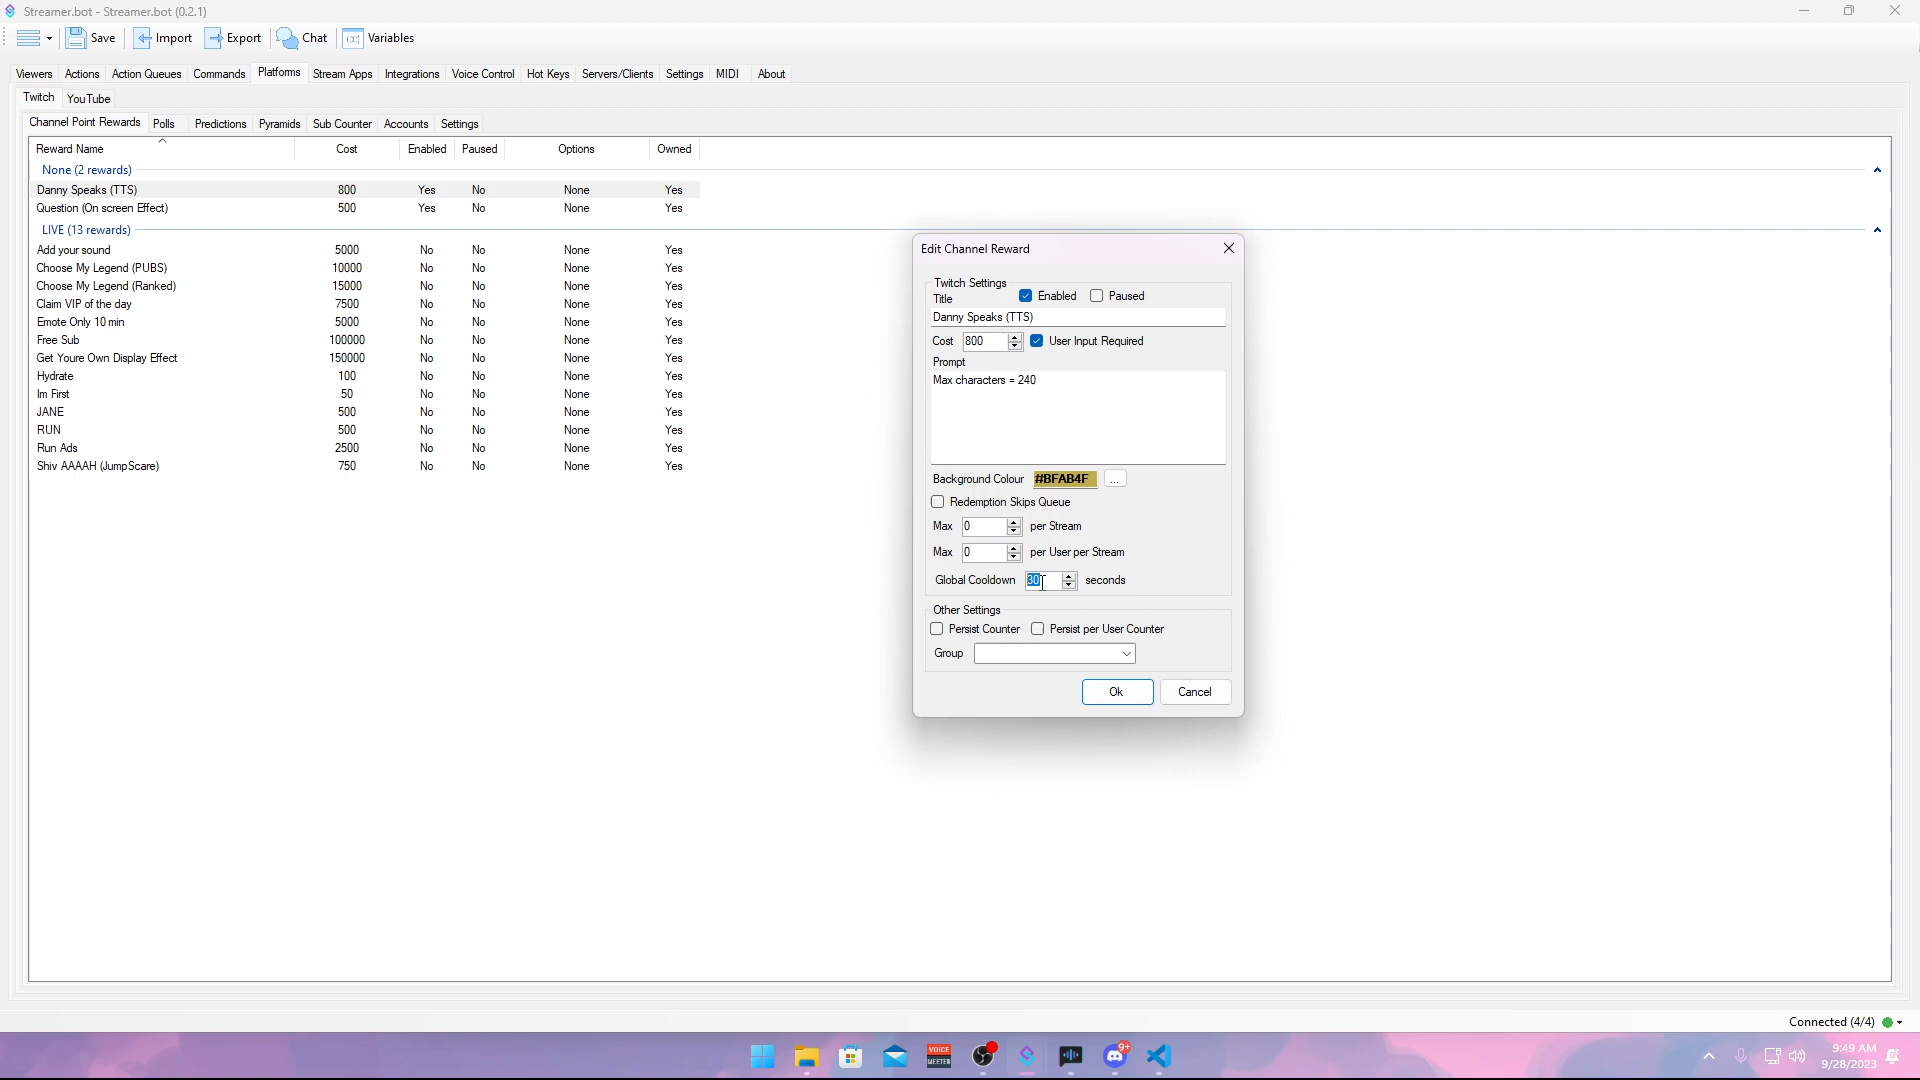 Streamer.bot - Streamer.bot (0.2.1)
Save Import Export Chat Variables
Viewers Actions Action Queues Commands Platforms Stream Apps Integrations Voice Control Hot Keys Servers/Clients Settings MIDI About
Twitch YouTube
Channel Point Rewards Polls Predictions Pyramids Sub Counter Accounts Settings
Reward Name Cost Enabled Paused Options Owned
None (2 rewards)
Danny Speaks (TTS) 800 Yes No None Yes
Question (On screen Effect) 500 Yes No None Yes
LIVE (13 rewards)
Add your sound 5000 No No None Yes
Choose My Legend (PUBS) 10000 No No None Yes
Choose My Legend (Ranked) 15000 No No None Yes
Claim VIP of the day 7500 No No None Yes
Emote Only 10 min 5000 No No None Yes
Free Sub 100000 No No None Yes
Get Youre Own Display Effect 150000 No No None Yes
Hydrate 100 No No None Yes
Im First 50 No No None Yes
JANE 500 No No None Yes
RUN 500 No No None Yes
Run Ads 2500 No No None Yes
Shiv AAAAH (JumpScare) 750 No No None Yes
Edit Channel Reward
Twitch Settings
Title Enabled Paused
Danny Speaks (TTS)
Cost 800 User Input Required
Prompt
Max characters = 240
Background Colour #BFAB4F ...
Redemption Skips Queue
Max 0 per Stream
Max 0 per User per Stream
Global Cooldown 30 seconds
Other Settings
Persist Counter Persist per User Counter
Group
Ok Cancel
Connected (4/4)
VOICE
MEETER
9+
9:49 AM
9/28/2023